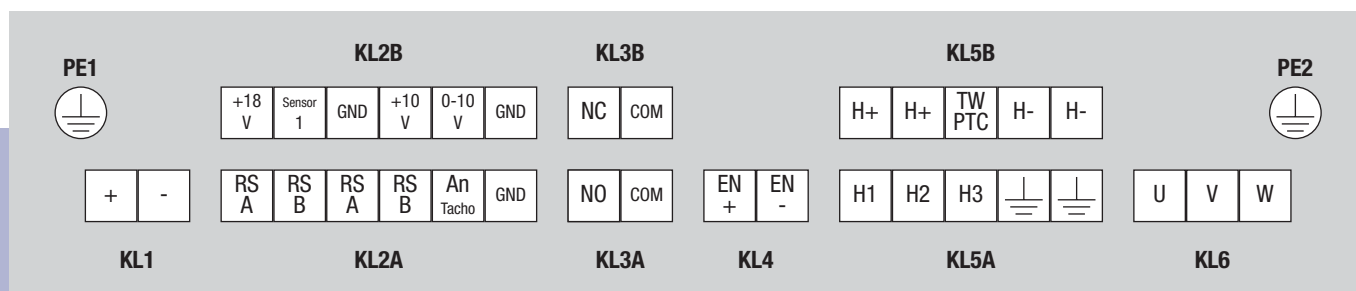 KL2B KL3B KL5B
PE1 PE2
+18 V Sensor 1 GND +10 V 0-10 V GND NC COM H+ H+ TW PTC H- H-
+ - RS A RS B RS A RS B An Tacho GND NO COM EN + EN - H1 H2 H3 U V W
KL1 KL2A KL3A KL4 KL5A KL6